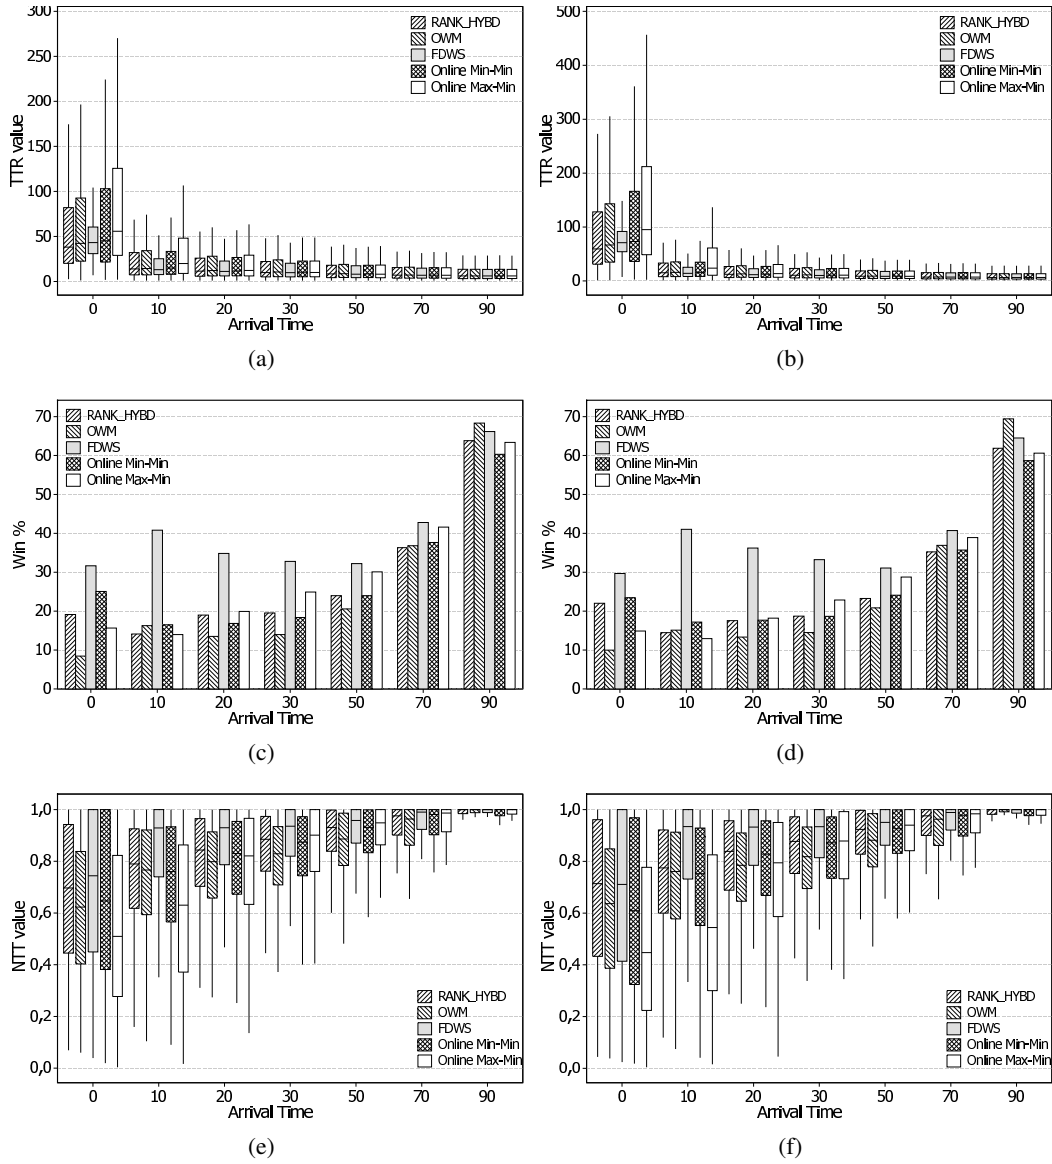 300
250
200
150
100
50
0
TTR value
RANK_HYBD
OWM
FDWS
Online Min-Min
Online Max-Min
0 10 20 30 50 70 90
Arrival Time
(a)
500
400
300
200
100
0
TTR value
RANK_HYBD
OWM
FDWS
Online Min-Min
Online Max-Min
0 10 20 30 50 70 90
Arrival Time
(b)
70
60
50
40
30
20
10
0
Win %
RANK_HYBD
OWM
FDWS
Online Min-Min
Online Max-Min
0 10 20 30 50 70 90
Arrival Time
(c)
70
60
50
40
30
20
10
0
Win %
RANK_HYBD
OWM
FDWS
Online Min-Min
Online Max-Min
0 10 20 30 50 70 90
Arrival Time
(d)
1,0
0,8
0,6
0,4
0,2
0,0
NTT value
RANK_HYBD
OWM
FDWS
Online Min-Min
Online Max-Min
0 10 20 30 50 70 90
Arrival Time
(e)
1,0
0,8
0,6
0,4
0,2
0,0
NTT value
RANK_HYBD
OWM
FDWS
Online Min-Min
Online Max-Min
0 10 20 30 50 70 90
Arrival Time
(f)